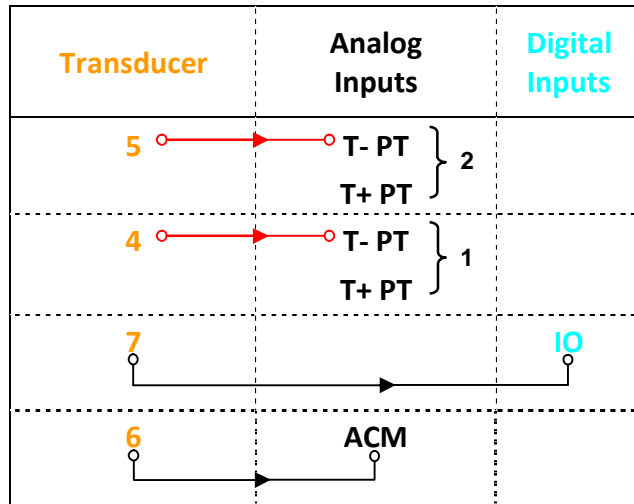 Transducer
Analog
Inputs
Digital
Inputs
5 T- PT
T+ PT
2
4 T- PT
T+ PT
1
7 IO
6 ACM